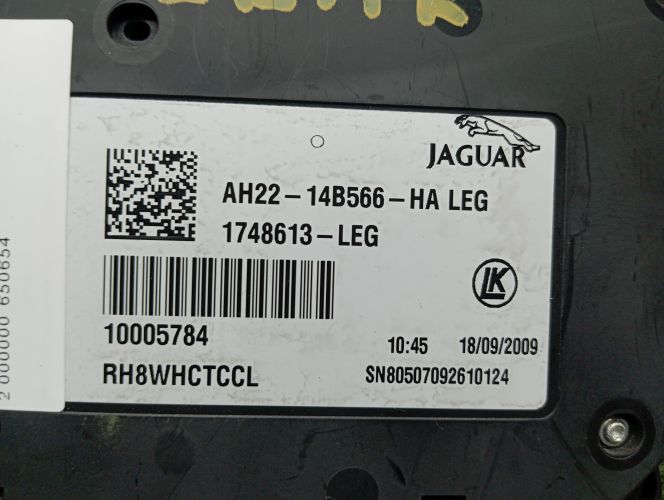 JAGUAR
AH22-14B566-HA LEG
1748613-LEG
LK
10005784
10:45 18/09/2009
RH8WHCTCCL
SN80507092610124
2 000000 650654